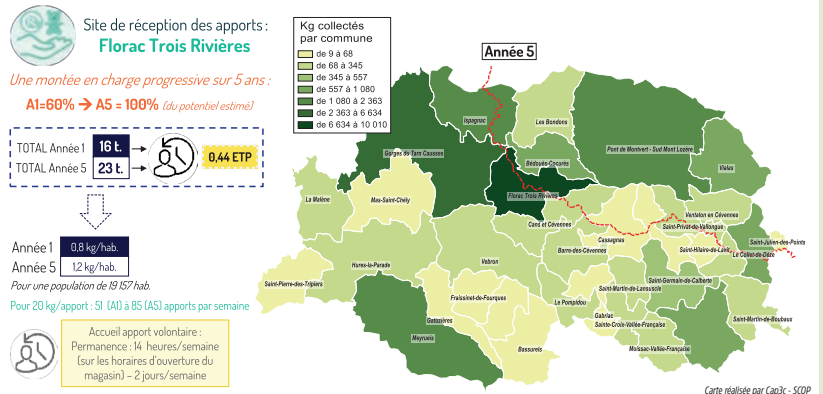 Site de réception des apports :
Florac Trois Rivières
Une montée en charge progressive sur 5 ans :
A1=60% → A5 = 100% (du potentiel estimé)
TOTAL Année 1 16 t.
TOTAL Année 5 23 t.
0,44 ETP
Année 1 0,8 kg/hab.
Année 5 1,2 kg/hab.
Pour une population de 19 157 hab.
Pour 20 kg/apport : 51 (A1) à 85 (A5) apports par semaine
Accueil apport volontaire :
Permanence : 14 heures/semaine
(sur les horaires d'ouverture du
magasin) – 2 jours/semaine
Kg collectés
par commune
de 9 à 68
de 68 à 345
de 345 à 557
de 557 à 1 080
de 1 080 à 2 363
de 2 363 à 6 634
de 6 634 à 10 010
Année 5
Ispagnac
Les Bondons
Gorges du Tarn Causses
Bédouès-Cocurès
Pont de Montvert - Sud Mont Lozère
Vialas
La Malène
Mas-Saint-Chély
Florac Trois Rivières
Cans et Cévennes
Ventalon en Cévennes
Saint-Privat-de-Vallongue
Cassagnas
Saint-Julien-des-Points
Barre-des-Cévennes
Saint-Hilaire-de-Lavit
Le Collet-de-Dèze
Hures-la-Parade
Vebron
Saint-Pierre-des-Tripiers
Saint-Germain-de-Calberte
Saint-Martin-de-Lansuscle
Fraissinet-de-Fourques
Le Pompidou
Gatuzières
Gabriac
Sainte-Croix-Vallée-Française
Saint-Martin-de-Boubaux
Meyrueis
Bassurels
Moissac-Vallée-Française
Carte réalisée par Cap3c - SCOP